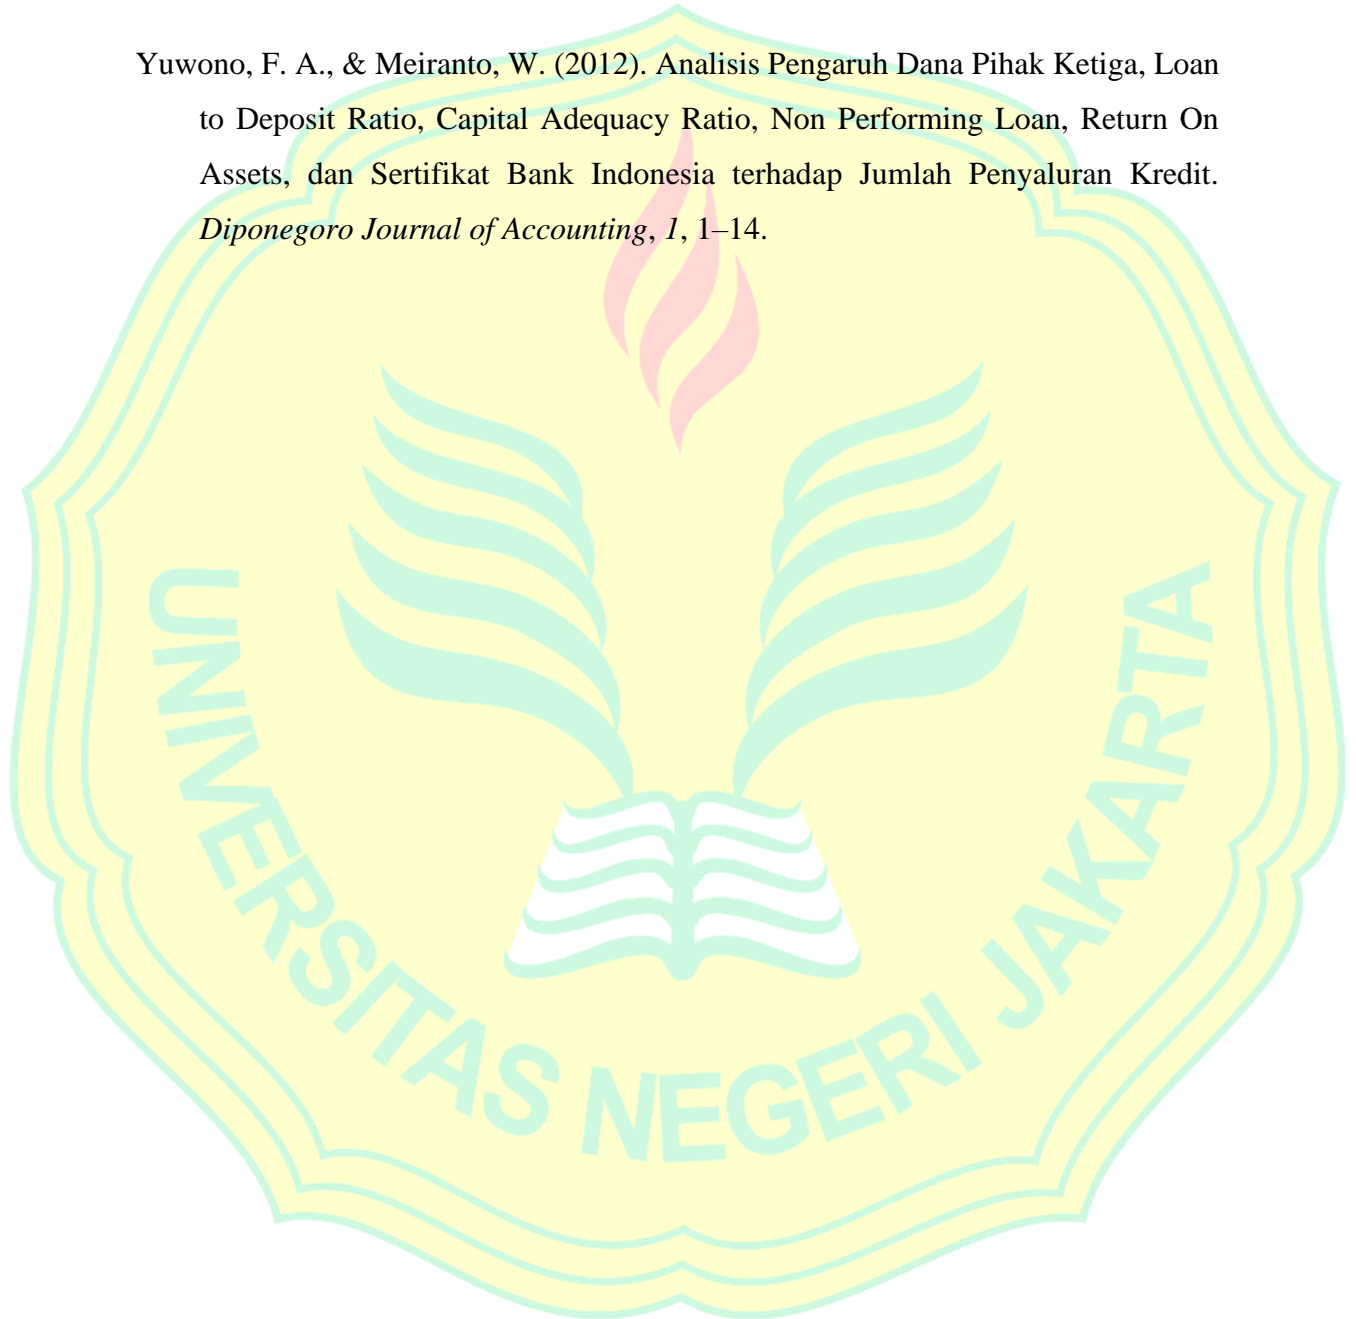 Yuwono, F. A., & Meiranto, W. (2012). Analisis Pengaruh Dana Pihak Ketiga, Loan
to Deposit Ratio, Capital Adequacy Ratio, Non Performing Loan, Return On
Assets, dan Sertifikat Bank Indonesia terhadap Jumlah Penyaluran Kredit.
Diponegoro Journal of Accounting, 1, 1–14.
UNIVERSITAS NEGERI JAKARTA